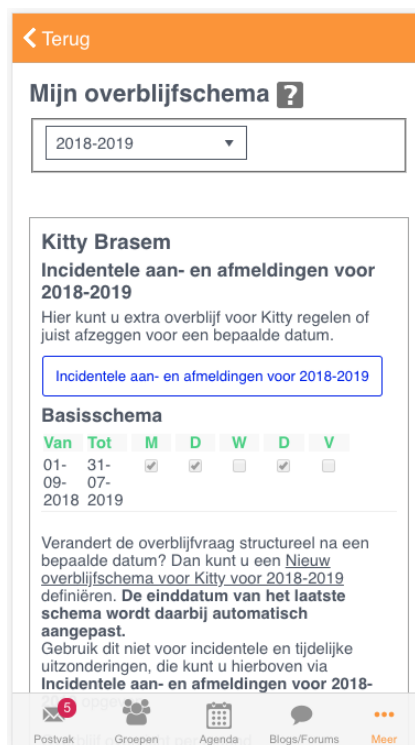 Terug
Mijn overblijfschema ?
2018-2019
Kitty Brasem
Incidentele aan- en afmeldingen voor
2018-2019
Hier kunt u extra overblijf voor Kitty regelen of
juist afzeggen voor een bepaalde datum.
Incidentele aan- en afmeldingen voor 2018-2019
Basisschema
Van Tot M D W D V
01- 31-
09- 07-
2018 2019
Verandert de overblijfvraag structureel na een
bepaalde datum? Dan kunt u een Nieuw
overblijfschema voor Kitty voor 2018-2019
definiëren. De einddatum van het laatste
schema wordt daarbij automatisch
aangepast.
Gebruik dit niet voor incidentele en tijdelijke
uitzonderingen, die kunt u hierboven via
Incidentele aan- en afmeldingen voor 2018-
5
Postvak Groepen Agenda Blogs/Forums Meer